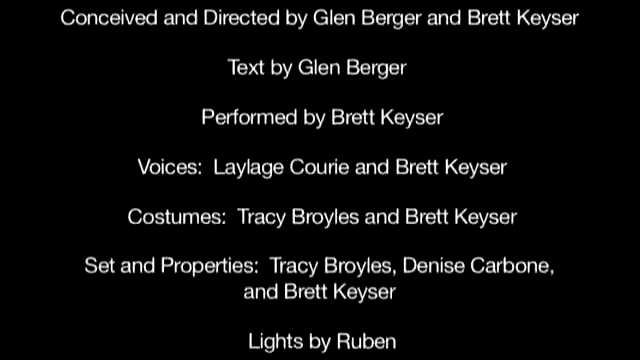 Conceived and Directed by Glen Berger and Brett Keyser
Text by Glen Berger
Performed by Brett Keyser
Voices:  Laylage Courie and Brett Keyser
Costumes:  Tracy Broyles and Brett Keyser
Set and Properties:  Tracy Broyles, Denise Carbone,
and Brett Keyser
Lights by Ruben